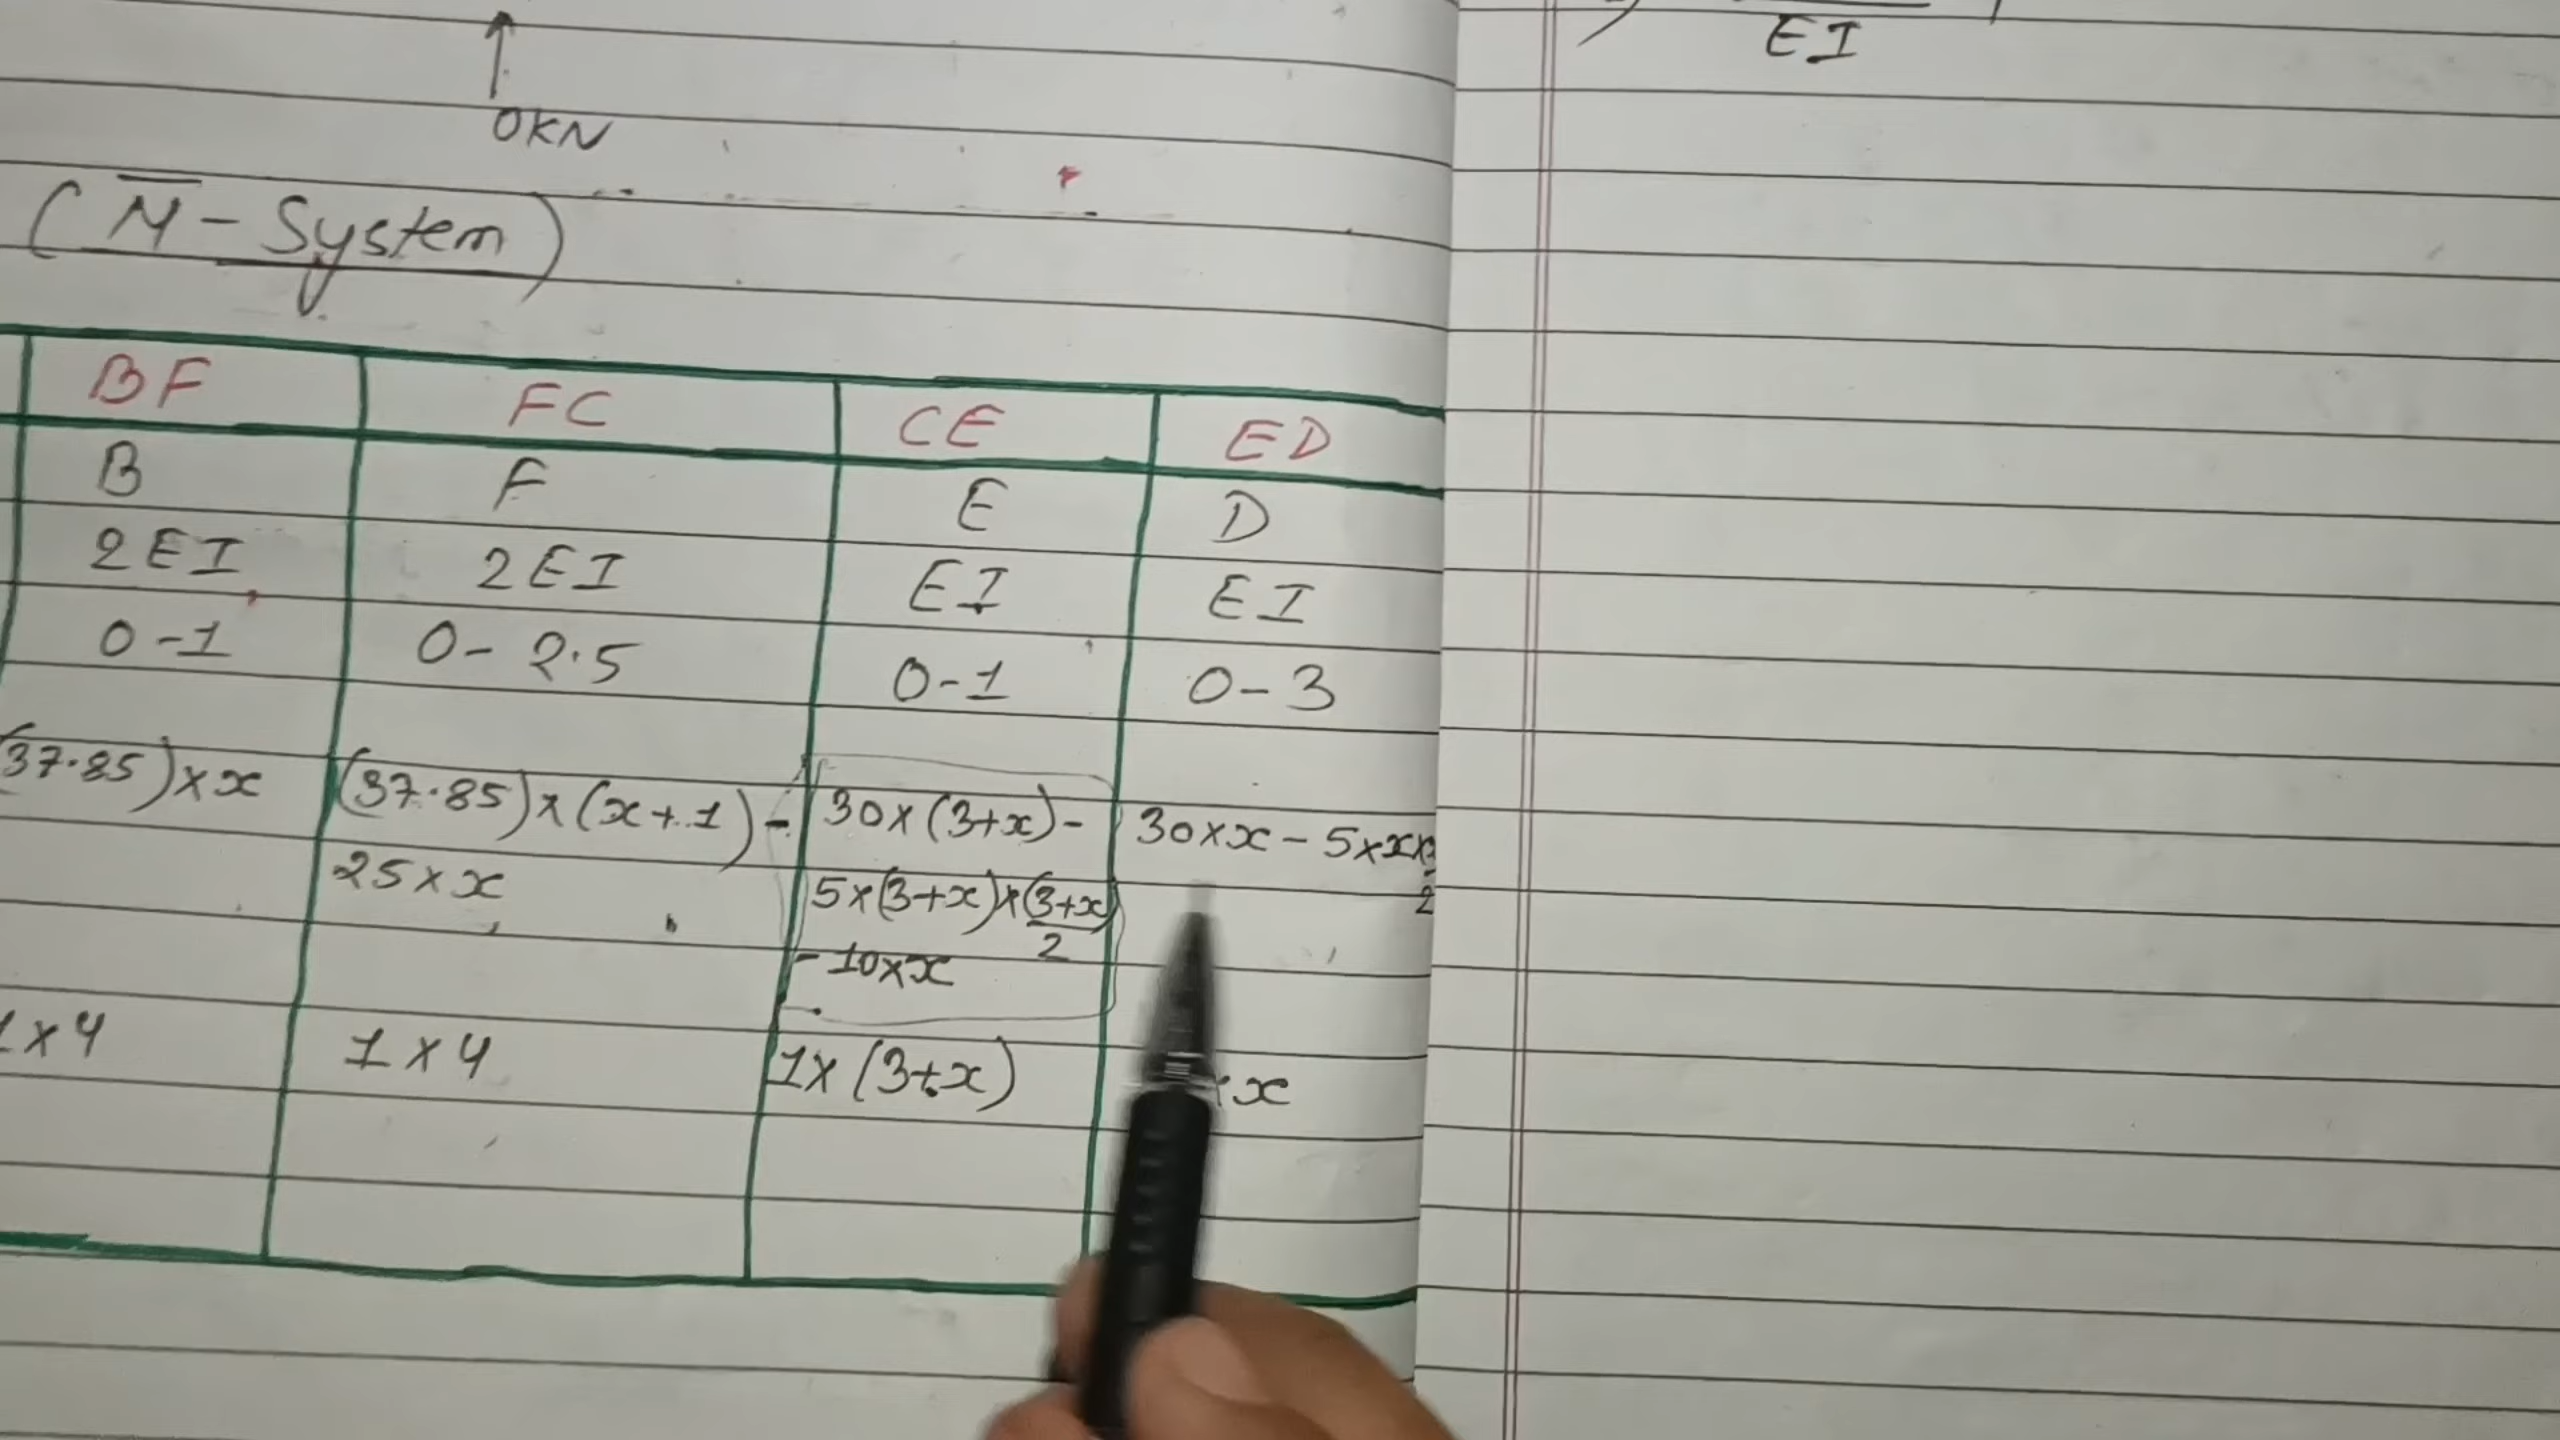 EI
0KN
(M̅ - System)
BF FC CE ED
B F E D
2EI 2EI EI EI
0-1 0-2.5 0-1 0-3
(37.85)×x (37.85)×(x+1)- 30×(3+x)- 30×x-5×x×
25×x 5×(3+x)×(3+x) 2
2
-10×x
1×4 1×4 1×(3+x) ×x